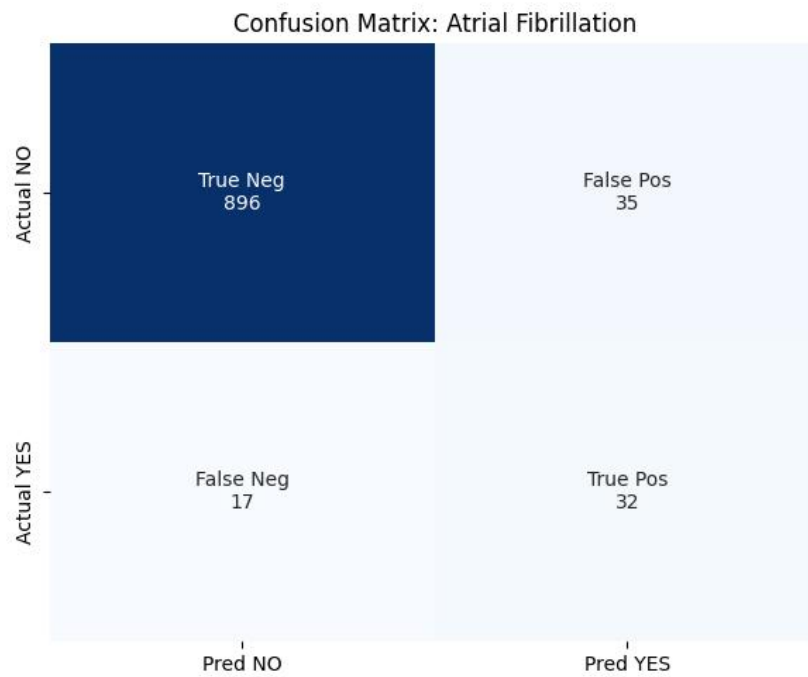 Confusion Matrix: Atrial Fibrillation
Actual NO
True Neg
896
False Pos
35
Actual YES
False Neg
17
True Pos
32
Pred NO
Pred YES